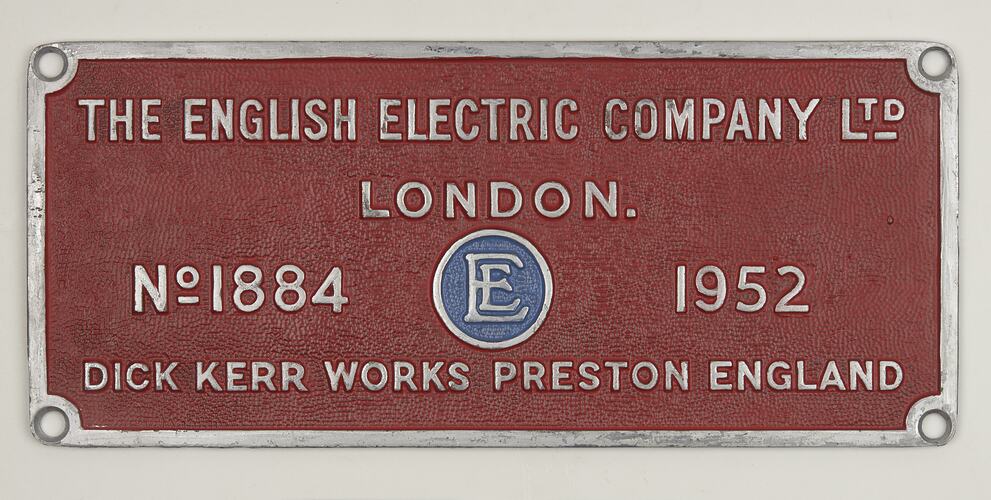 THE ENGLISH ELECTRIC COMPANY LTD
LONDON.
Nº1884 EE 1952
DICK KERR WORKS PRESTON ENGLAND